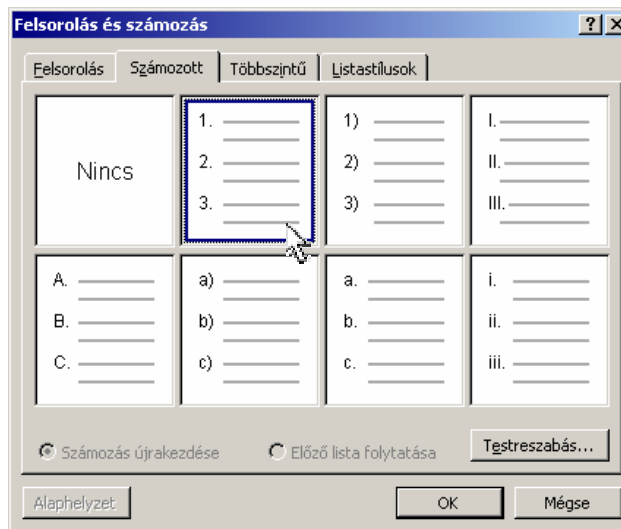 Felsorolás és számozás
Felsorolás Számozott Többszintű Listastílusok
Nincs
1.
2.
3.
1)
2)
3)
I.
II.
III.
A.
B.
C.
a)
b)
c)
a.
b.
c.
i.
ii.
iii.
Számozás újrakezdése Előző lista folytatása Testreszabás...
Alaphelyzet OK Mégse